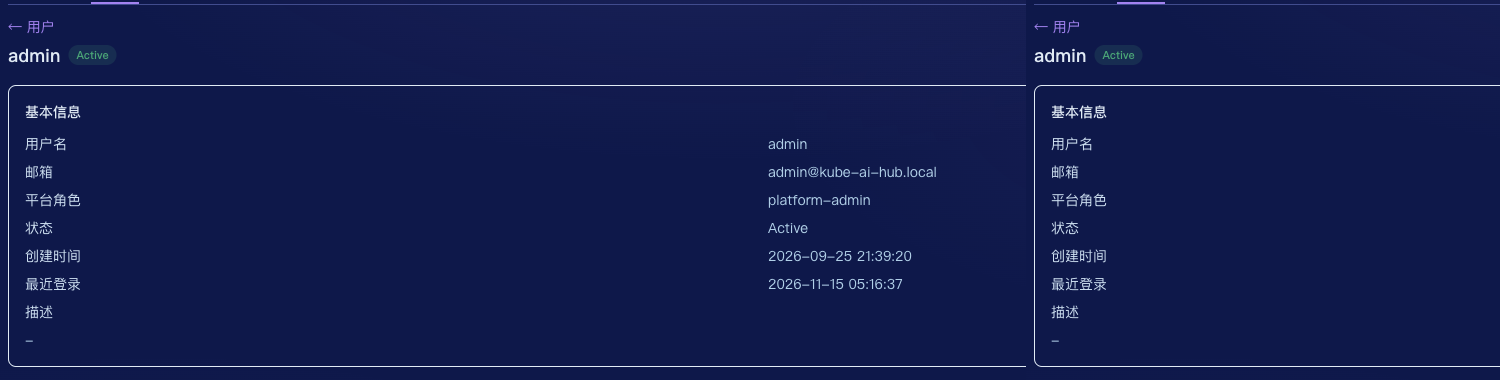 ← 用户
admin Active
基本信息
用户名 admin
邮箱 admin@kube-ai-hub.local
平台角色 platform-admin
状态 Active
创建时间 2026-09-25 21:39:20
最近登录 2026-11-15 05:16:37
描述
–
← 用户
admin Active
基本信息
用户名
邮箱
平台角色
状态
创建时间
最近登录
描述
–